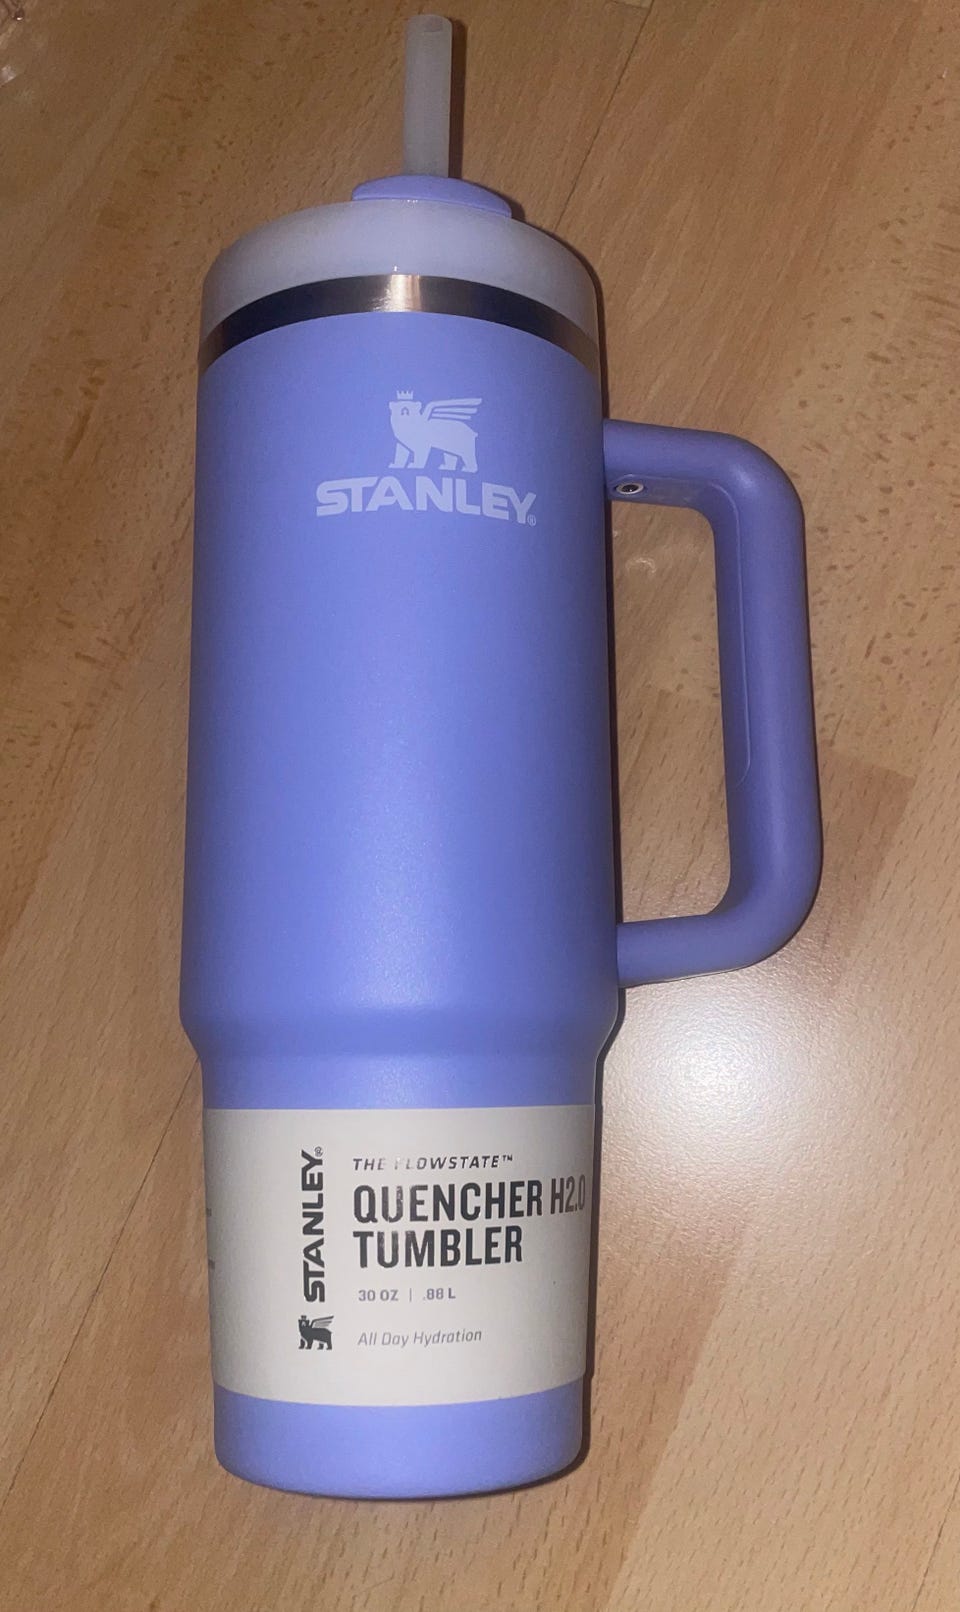 STANLEY®
STANLEY®
THE FLOWSTATE™
QUENCHER H2.0
TUMBLER
30 OZ | .88 L
All Day Hydration